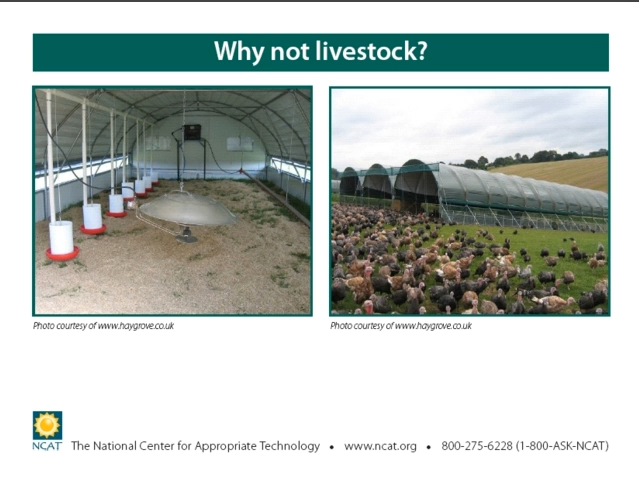 Why not livestock?
Photo courtesy of www.haygrove.co.uk
Photo courtesy of www.haygrove.co.uk
NCAT
The National Center for Appropriate Technology • www.ncat.org • 800-275-6228 (1-800-ASK-NCAT)